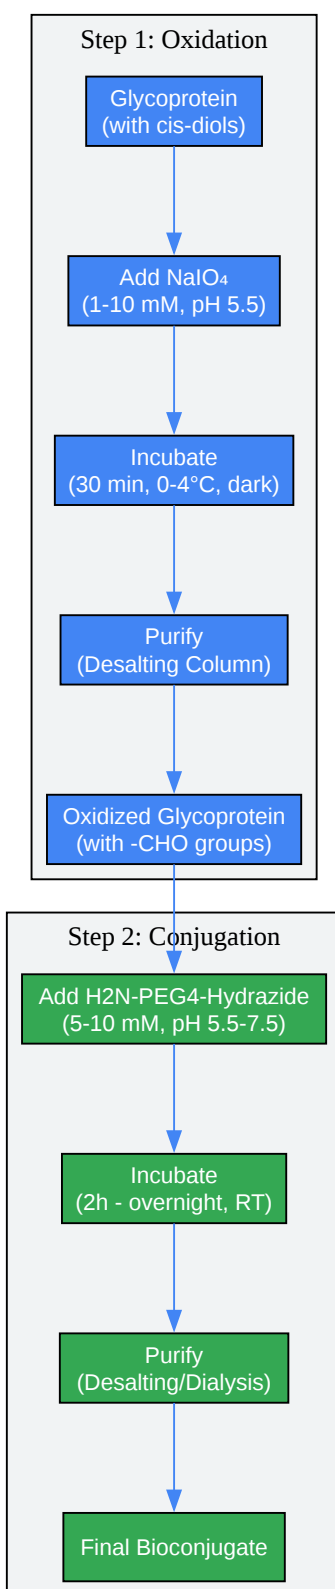 Step 1: Oxidation
Glycoprotein
(with cis-diols)
Add NaIO₄
(1-10 mM, pH 5.5)
Incubate
(30 min, 0-4°C, dark)
Purify
(Desalting Column)
Oxidized Glycoprotein
(with -CHO groups)
Step 2: Conjugation
Add H2N-PEG4-Hydrazide
(5-10 mM, pH 5.5-7.5)
Incubate
(2h - overnight, RT)
Purify
(Desalting/Dialysis)
Final Bioconjugate